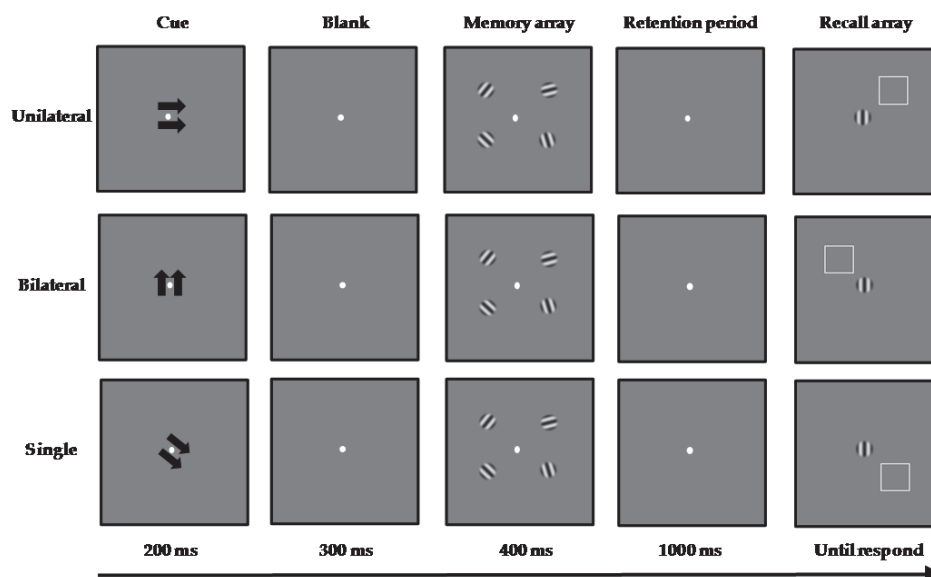 Cue Blank Memory array Retention period Recall array
Unilateral
Bilateral
Single
200 ms 300 ms 400 ms 1000 ms Until respond